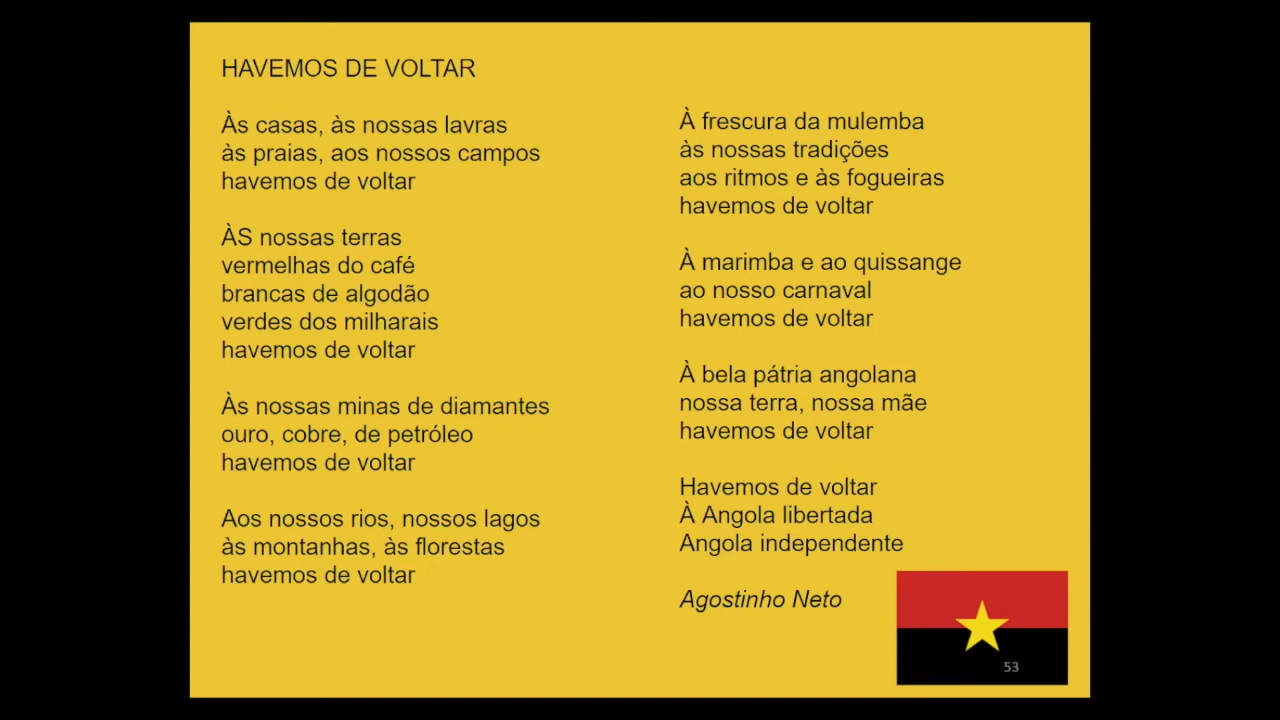 HAVEMOS DE VOLTAR

Às casas, às nossas lavras
às praias, aos nossos campos
havemos de voltar

ÀS nossas terras
vermelhas do café
brancas de algodão
verdes dos milharais
havemos de voltar

Às nossas minas de diamantes
ouro, cobre, de petróleo
havemos de voltar

Aos nossos rios, nossos lagos
às montanhas, às florestas
havemos de voltar

À frescura da mulemba
às nossas tradições
aos ritmos e às fogueiras
havemos de voltar

À marimba e ao quissange
ao nosso carnaval
havemos de voltar

À bela pátria angolana
nossa terra, nossa mãe
havemos de voltar

Havemos de voltar
À Angola libertada
Angola independente

Agostinho Neto
53